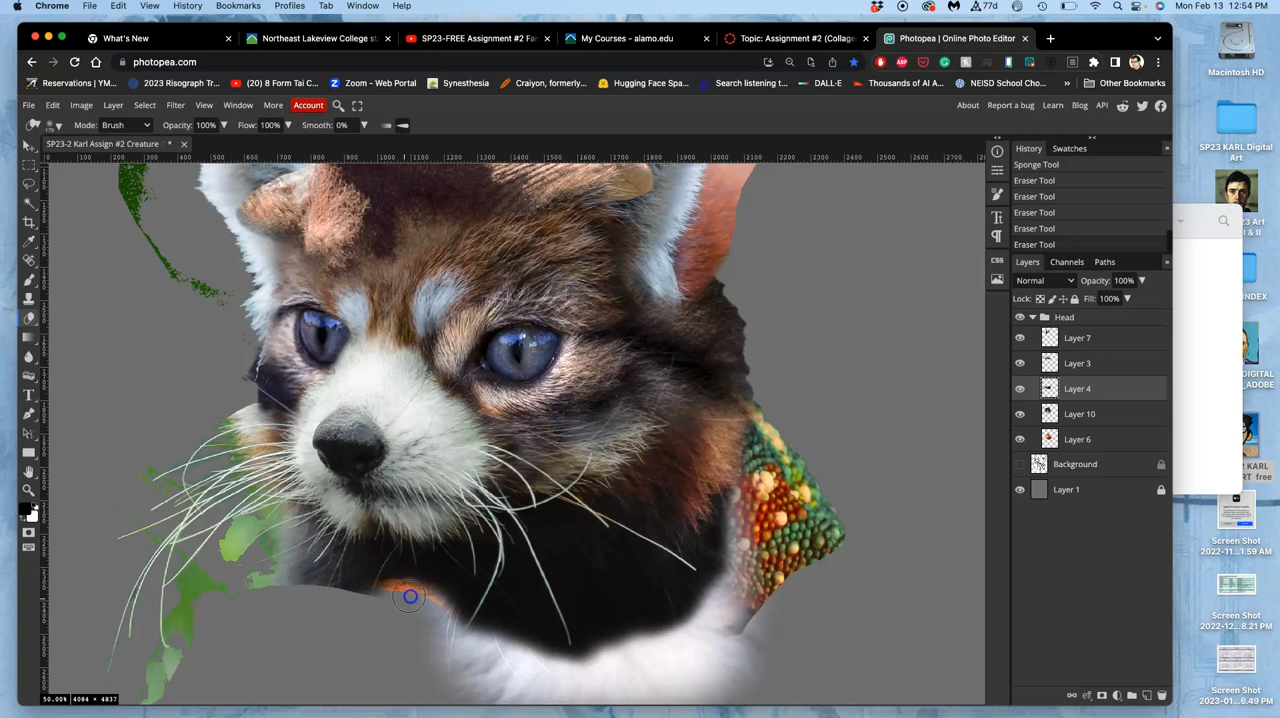 Chrome File Edit View History Bookmarks Profiles Tab Window Help 77d Mon Feb 13 12:54 PM
What's New Northeast Lakeview College s SP23-FREE Assignment #2 Fan My Courses - alamo.edu Topic: Assignment #2 (Collage Photopea | Online Photo Editor
photopea.com
Reservations [YM... 2023 Risograph Tr... (20) 8 Form Tai C... Zoom - Web Portal Synesthesia Craiyon, formerly... Hugging Face Spa... Search listening t... DALL-E Thousands of AI A... NEISD School Cho... » Other Bookmarks
File Edit Image Layer Select Filter View Window More Account About Report a bug Learn Blog API
Mode: Brush Opacity: 100% Flow: 100% Smooth: 0%
SP23-2 Karl Assign #2 Creature *
History Swatches
Sponge Tool
Eraser Tool
Eraser Tool
Eraser Tool
Eraser Tool
Eraser Tool
Layers Channels Paths
Normal Opacity: 100%
Lock: Fill: 100%
Head
Layer 7
Layer 3
Layer 4
Layer 10
Layer 6
Background
Layer 1
CSS
50.00% 4084 × 4837
Macintosh HD
SP23 KARL Digital Art
Screen Shot 2022-11...1.59 AM
Screen Shot 2022-12...8.21 PM
Screen Shot 2023-01...6.49 PM